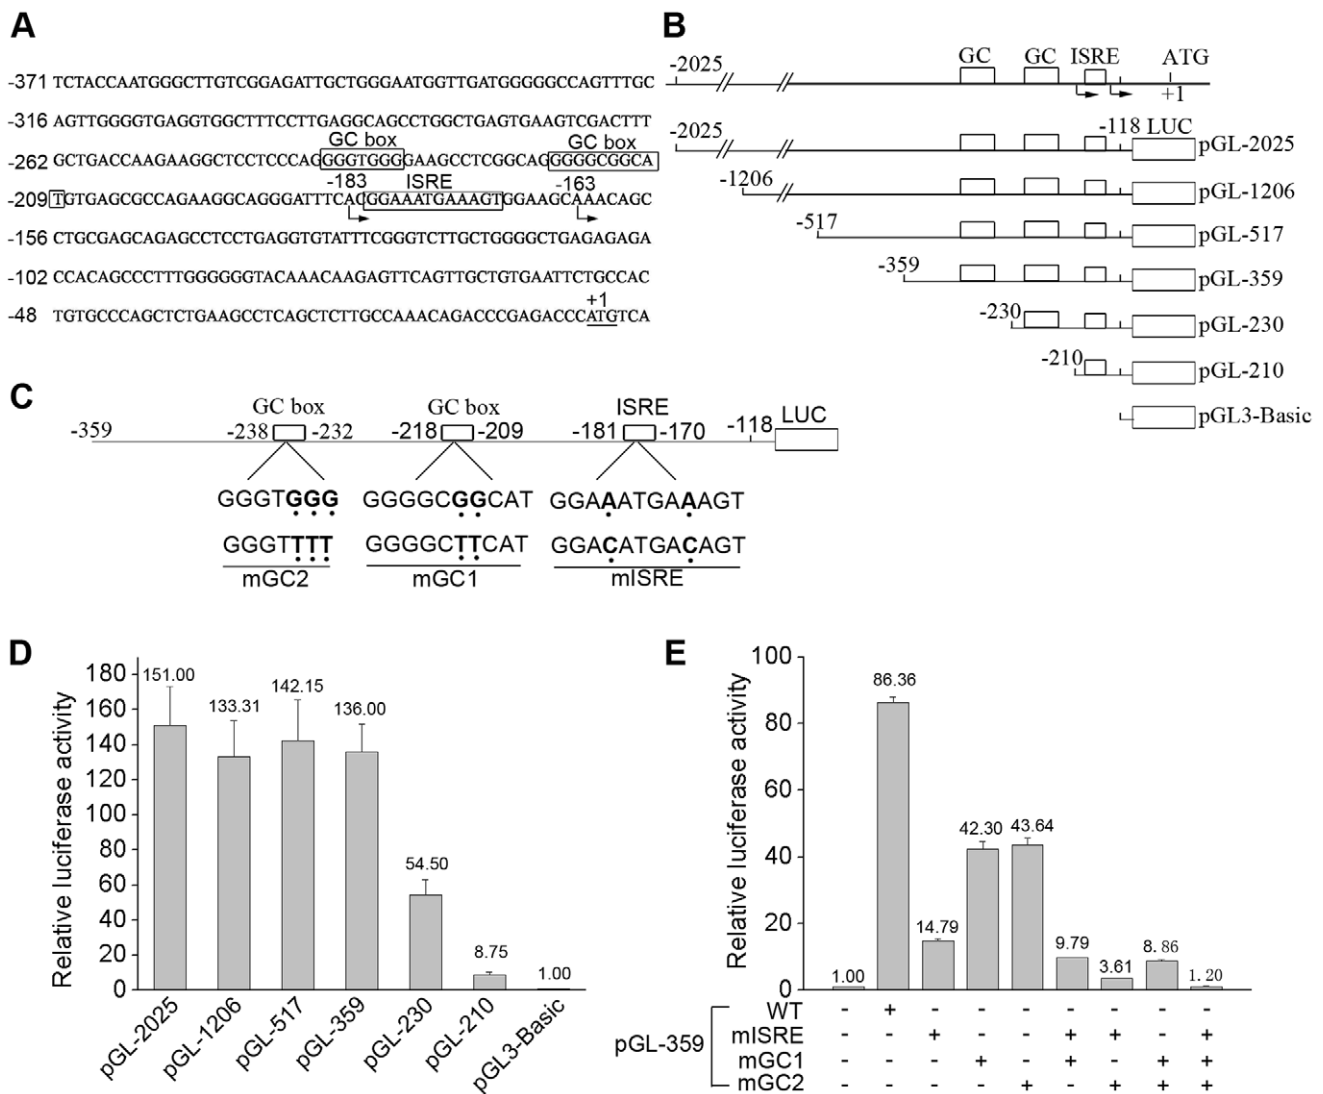 A
-371 TCTACCAATGGGCTTGTCGGAGATTGCTGGGAATGGTTGATGGGGGCCAGTTTGC
-316 AGTTGGGGTGAGGTGGCTTTCCTTGAGGCAGCCTGGCTGAGTGAAGTCGACTTT
GC box GC box
-262 GCTGACCAAGAAGGCTCCTCCCAGGGGTGGGGAAGCCTCGGCAGGGGGCGGCA
-183 ISRE -163
-209 TGTGAGCGCCAGAAGGCAGGGATTTCACGGAAATGAAAGTGGAAGCAAACAGC
-156 CTGCGAGCAGAGCCTCCTGAGGTGTATTTCGGGTCTTGCTGGGGCTGAGAGAGA
-102 CCACAGCCCTTTGGGGGGTACAAACAAGAGTTCAGTTGCTGTGAATTCTGCCAC
+1
-48 TGTGCCCAGCTCTGAAGCCTCAGCTCTTGCCAAACAGACCCGAGACCCATGTCA
B
GC GC ISRE ATG
-2025
+1
-118 LUC
-2025 pGL-2025
-1206 pGL-1206
-517 pGL-517
-359 pGL-359
-230 pGL-230
-210 pGL-210
pGL3-Basic
C
GC box GC box ISRE LUC
-359 -238 -232 -218 -209 -181 -170 -118
GGGTGGG GGGGCGGCAT GGAAATGAAAGT
GGGTTTT GGGGCTTCAT GGACATGACAGT
mGC2 mGC1 mISRE
D
Relative luciferase activity
180
160
140
120
100
80
60
40
20
0
151.00
133.31
142.15
136.00
54.50
8.75
1.00
pGL-2025
pGL-1206
pGL-517
pGL-359
pGL-230
pGL-210
pGL3-Basic
E
Relative luciferase activity
100
80
60
40
20
0
1.00
86.36
14.79
42.30
43.64
9.79
3.61
8.86
1.20
pGL-359
WT - + - - - - - - -
mISRE - - + - - + + - +
mGC1 - - - + - + - + +
mGC2 - - - - + - + + +